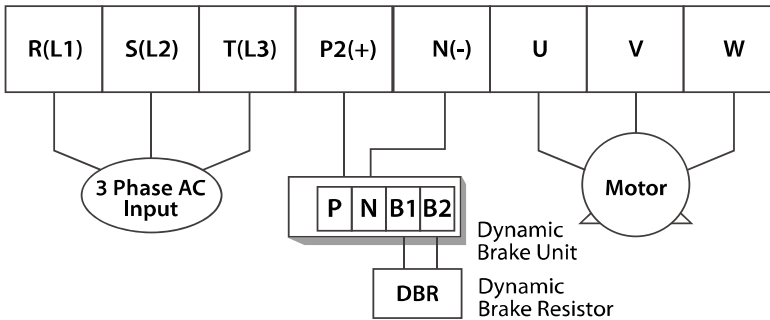 R(L1) S(L2) T(L3) P2(+) N(-) U V W
3 Phase AC
Input
Motor
P N B1 B2
Dynamic
Brake Unit
DBR
Dynamic
Brake Resistor